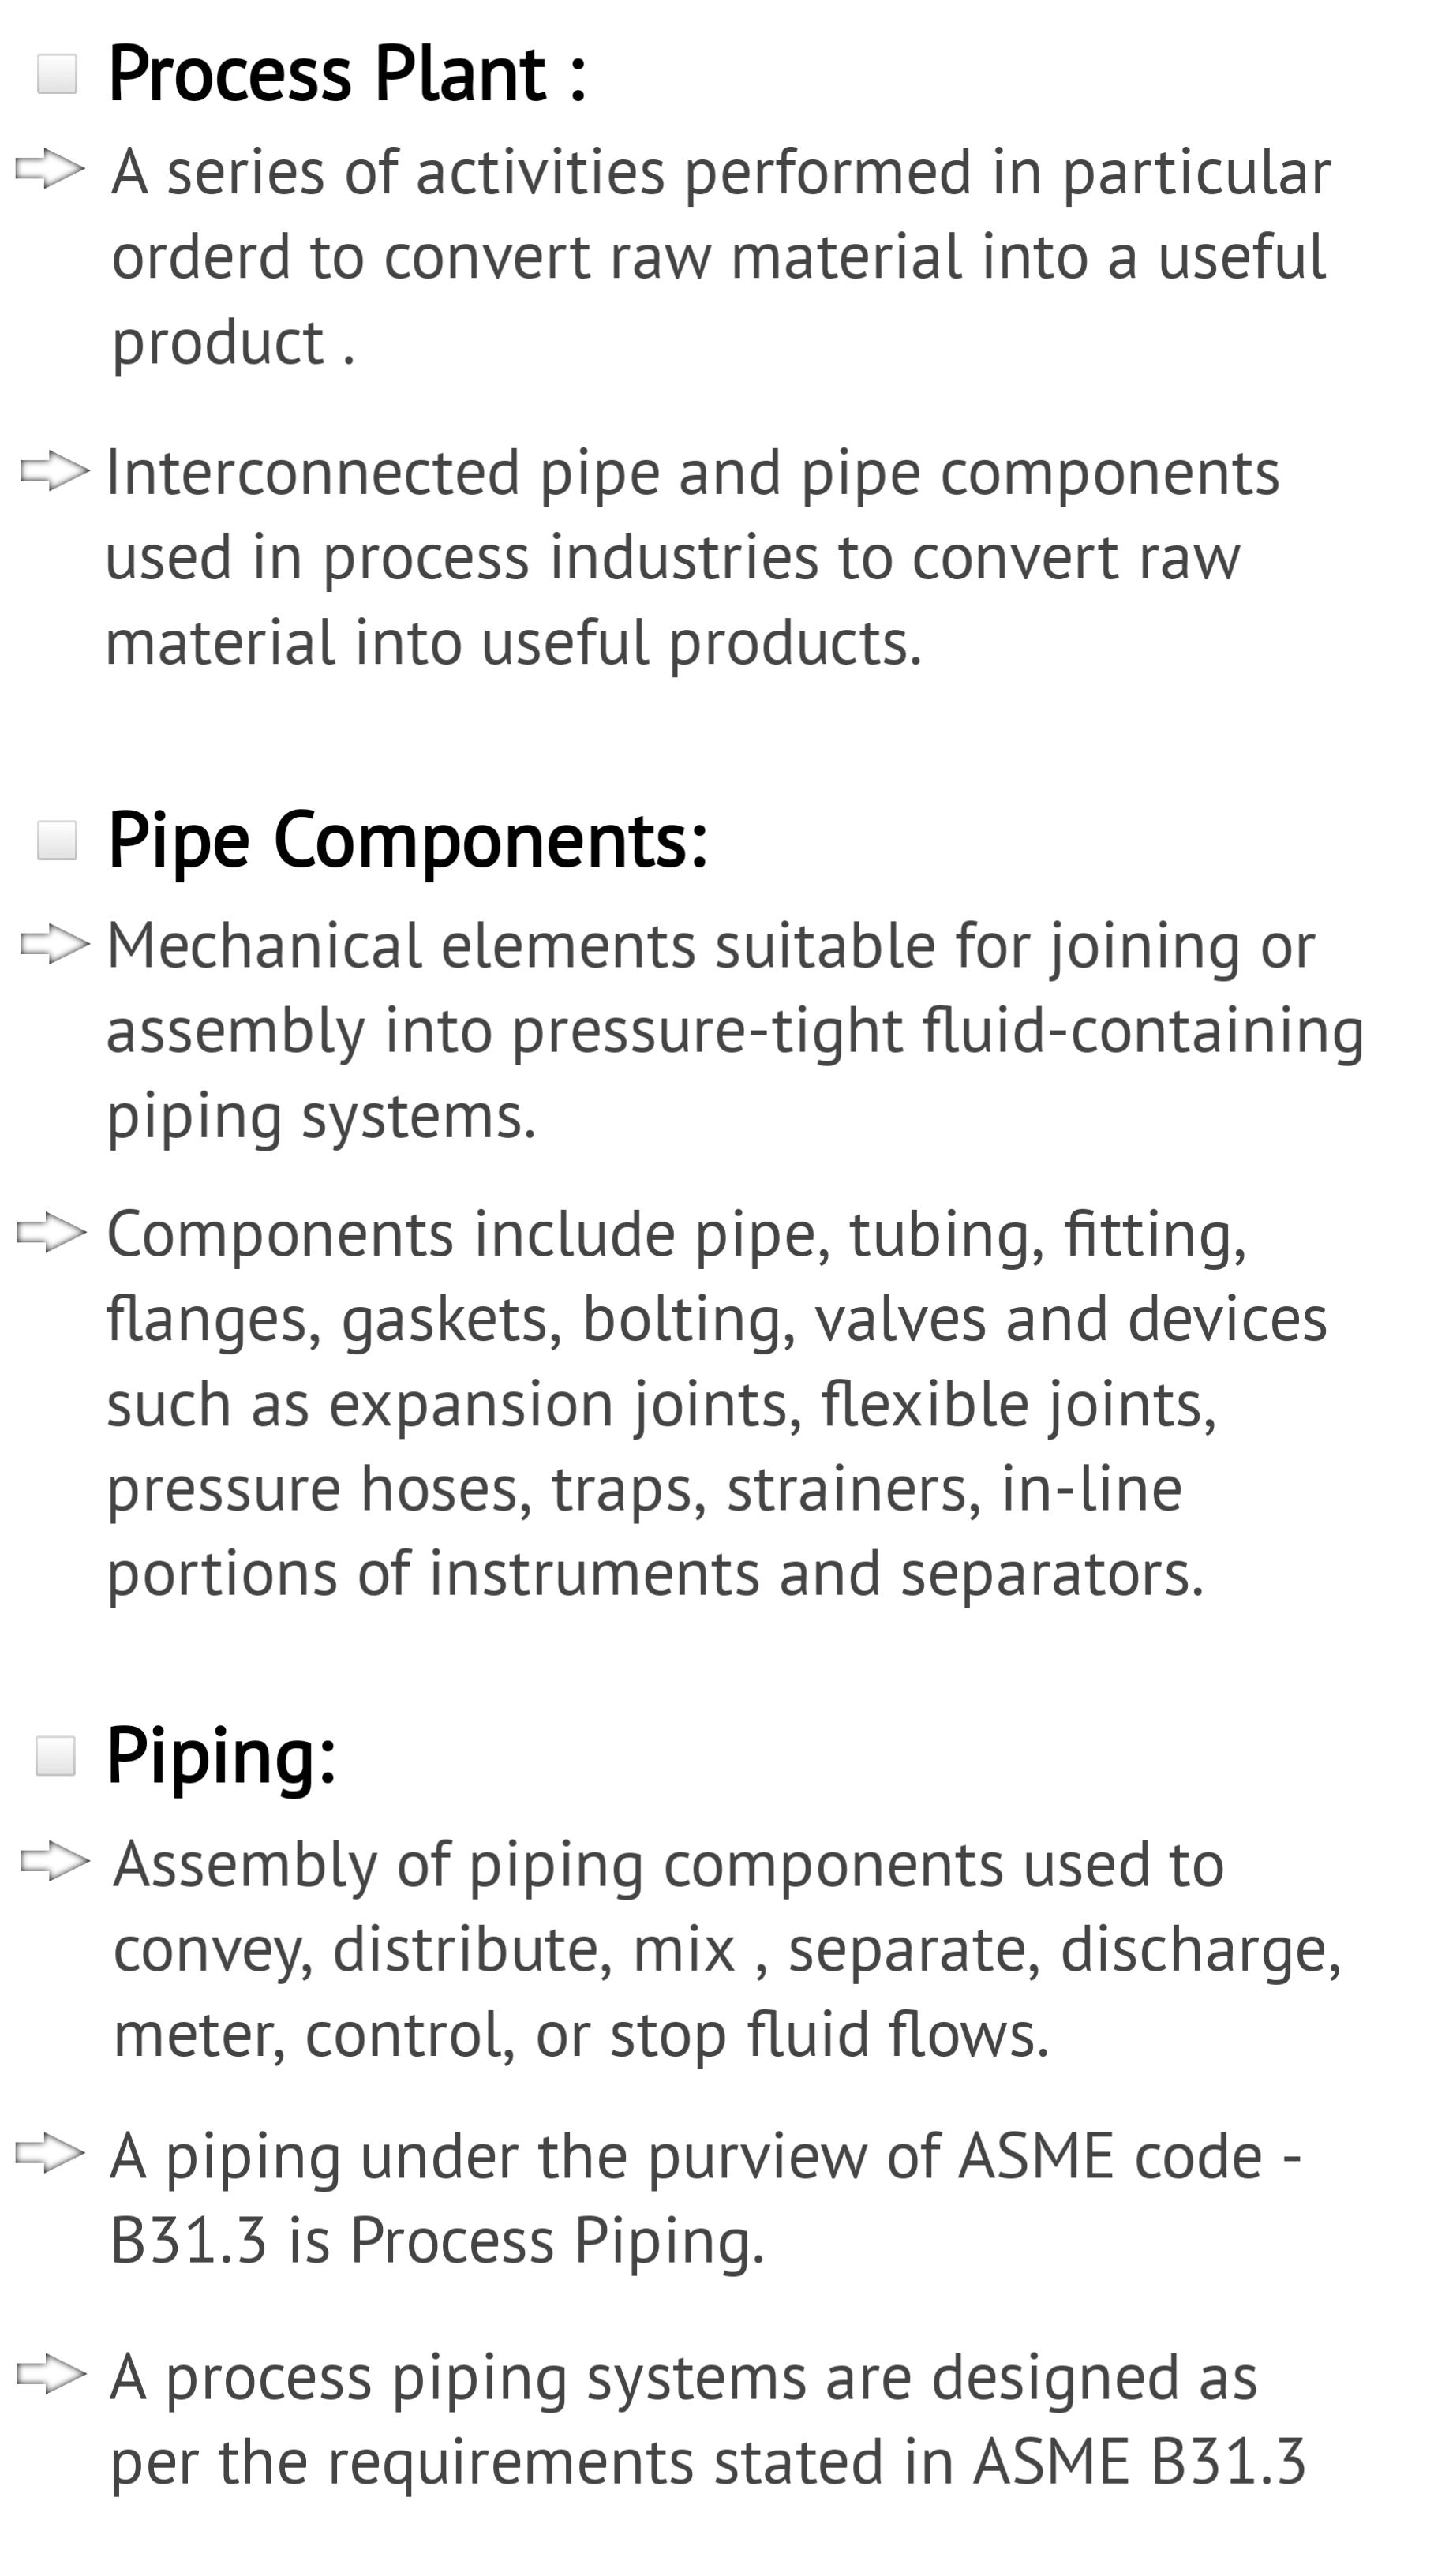 Process Plant :
A series of activities performed in particular
orderd to convert raw material into a useful
product .
Interconnected pipe and pipe components
used in process industries to convert raw
material into useful products.
Pipe Components:
Mechanical elements suitable for joining or
assembly into pressure-tight fluid-containing
piping systems.
Components include pipe, tubing, fitting,
flanges, gaskets, bolting, valves and devices
such as expansion joints, flexible joints,
pressure hoses, traps, strainers, in-line
portions of instruments and separators.
Piping:
Assembly of piping components used to
convey, distribute, mix , separate, discharge,
meter, control, or stop fluid flows.
A piping under the purview of ASME code -
B31.3 is Process Piping.
A process piping systems are designed as
per the requirements stated in ASME B31.3